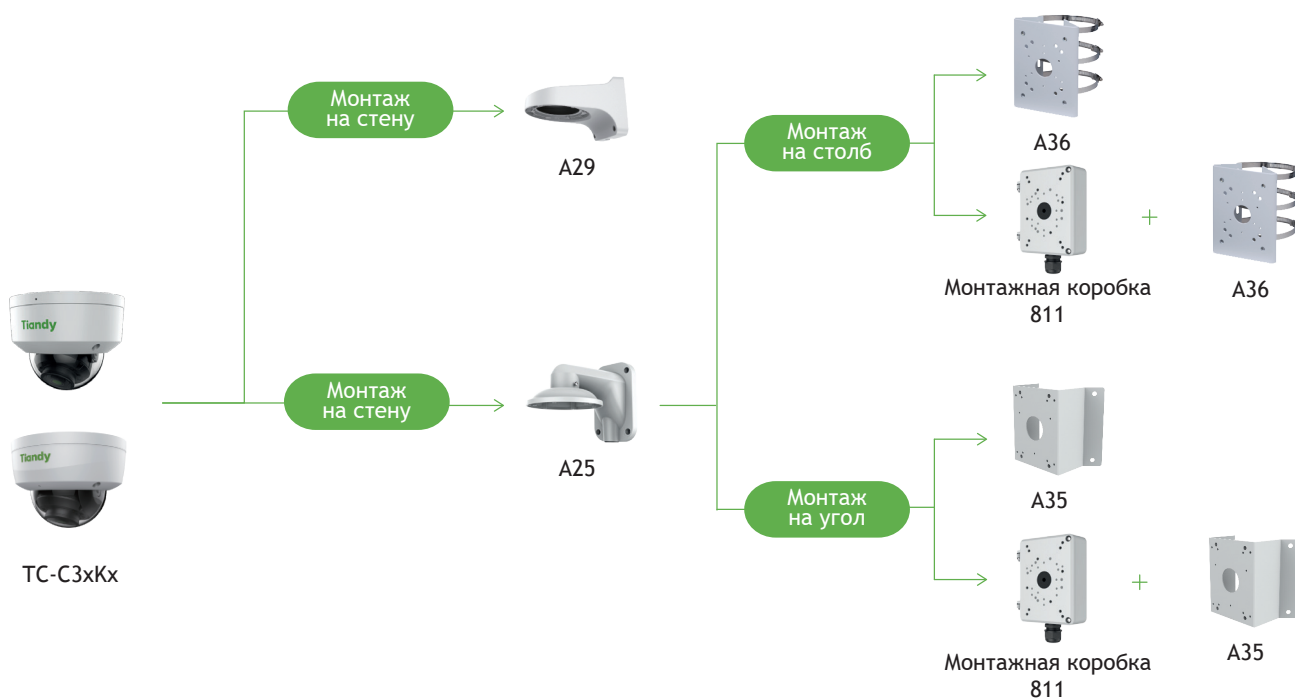 Монтаж
на стену
A29
Монтаж
на столб
A36
Монтажная коробка
811
+
A36
Tiandy
Tiandy
TC-C3xKx
Монтаж
на стену
A25
Монтаж
на угол
A35
Монтажная коробка
811
+
A35